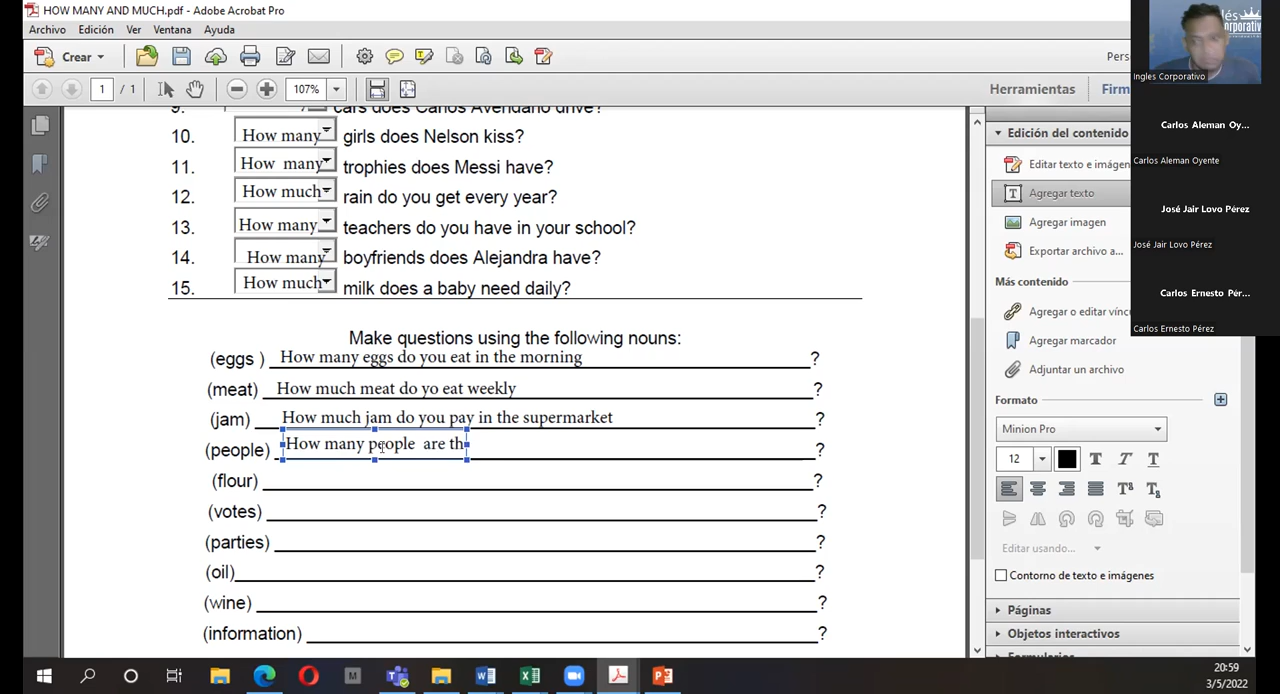 HOW MANY AND MUCH.pdf - Adobe Acrobat Pro
Archivo Edición Ver Ventana Ayuda
Crear
1 / 1 107%
Herramientas
cars does Carlos Avendano drive?
10. How many girls does Nelson kiss?
11. How many trophies does Messi have?
12. How much rain do you get every year?
13. How many teachers do you have in your school?
14. How many boyfriends does Alejandra have?
15. How much milk does a baby need daily?
Make questions using the following nouns:
(eggs ) How many eggs do you eat in the morning ?
(meat) How much meat do yo eat weekly ?
(jam) How much jam do you pay in the supermarket ?
(people) How many people are th ?
(flour) ?
(votes) ?
(parties) ?
(oil) ?
(wine) ?
(information) ?
Edición del contenido
Editar texto e imágen
Agregar texto
Agregar imagen
Exportar archivo a...
Más contenido
Agregar o editar víncu
Agregar marcador
Adjuntar un archivo
Formato
Minion Pro
12
Editar usando...
Contorno de texto e imágenes
Páginas
Objetos interactivos
Ingles Corporativo
Carlos Aleman Oy...
Carlos Aleman Oyente
José Jair Lovo Pérez
José Jair Lovo Pérez
Carlos Ernesto Pér...
Carlos Ernesto Pérez
20:59
3/5/2022